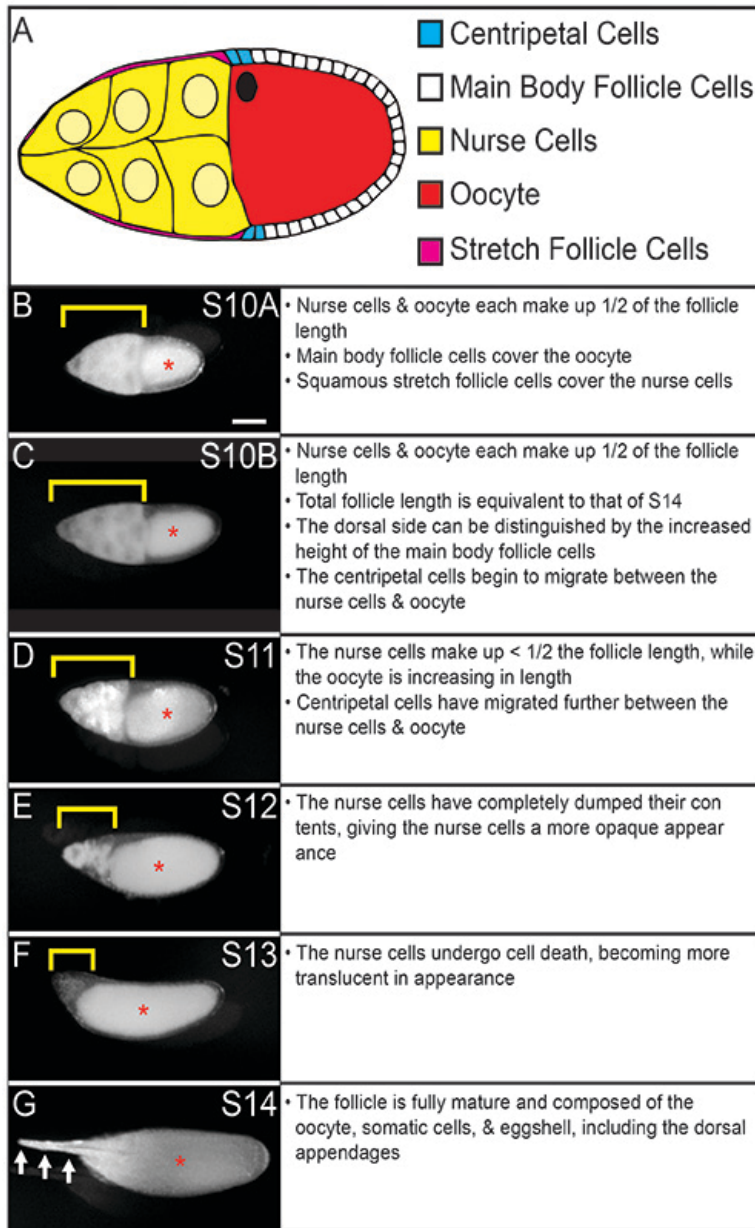 A
Centripetal Cells
Main Body Follicle Cells
Nurse Cells
Oocyte
Stretch Follicle Cells
B
S10A
*
• Nurse cells & oocyte each make up 1/2 of the follicle
length
• Main body follicle cells cover the oocyte
• Squamous stretch follicle cells cover the nurse cells
C
S10B
*
• Nurse cells & oocyte each make up 1/2 of the follicle
length
• Total follicle length is equivalent to that of S14
• The dorsal side can be distinguished by the increased
height of the main body follicle cells
• The centripetal cells begin to migrate between the
nurse cells & oocyte
D
S11
*
• The nurse cells make up < 1/2 the follicle length, while
the oocyte is increasing in length
• Centripetal cells have migrated further between the
nurse cells & oocyte
E
S12
*
• The nurse cells have completely dumped their con
tents, giving the nurse cells a more opaque appear
ance
F
S13
*
• The nurse cells undergo cell death, becoming more
translucent in appearance
G
S14
*
• The follicle is fully mature and composed of the
oocyte, somatic cells, & eggshell, including the dorsal
appendages